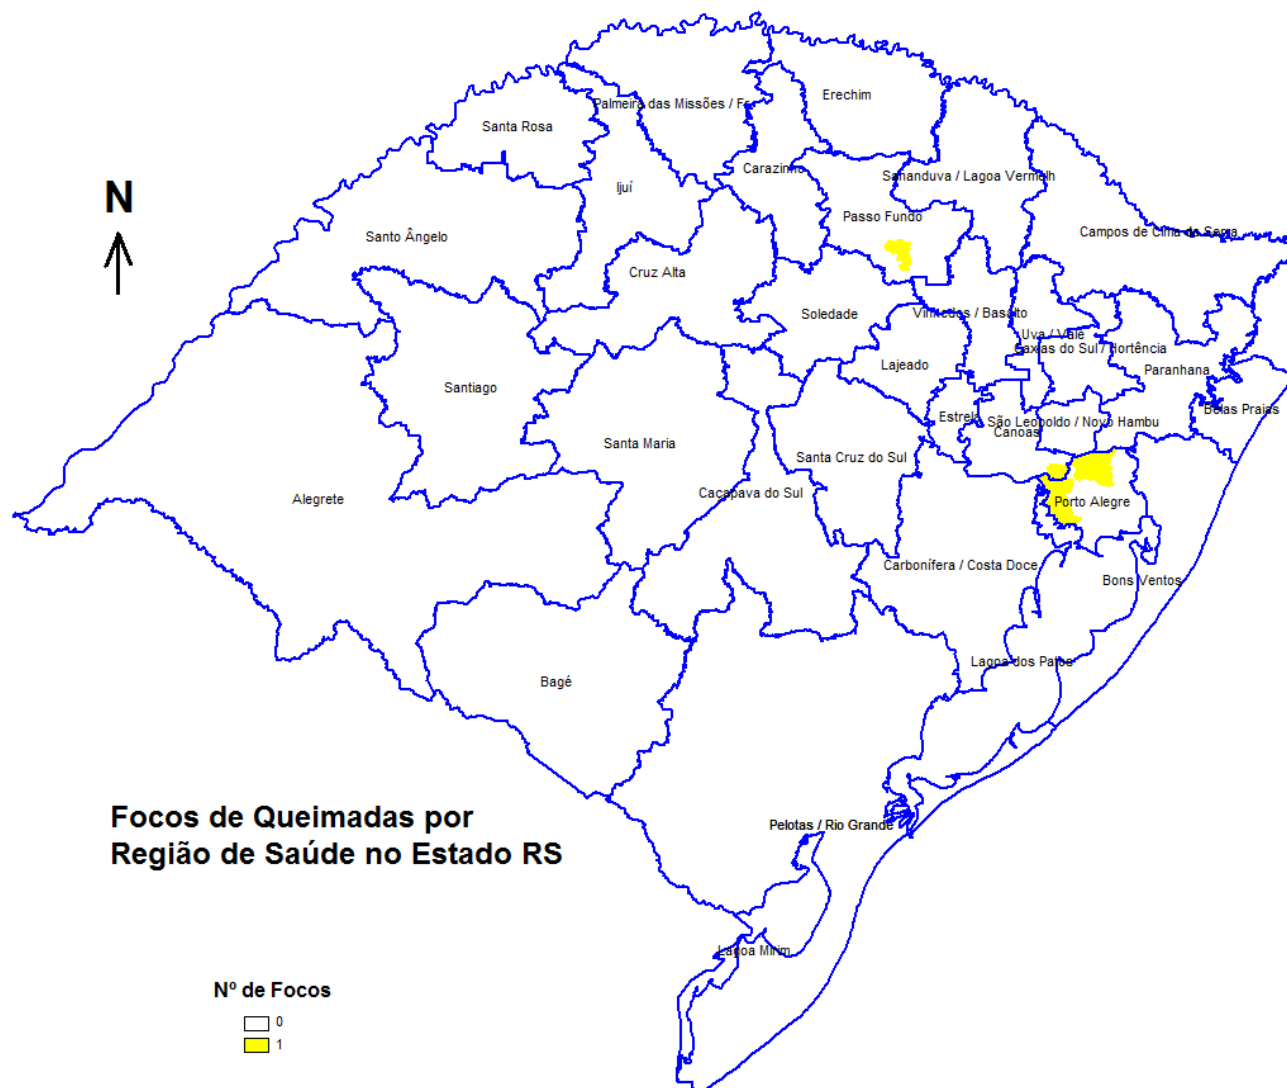 Erechim
Palmeira das Missões / Fr
Santa Rosa
Carazinho
Sananduva / Lagoa Vermelh
Ijuí
N
Passo Fundo
Campos de Cima da Serra
Santo Ângelo
Cruz Alta
Soledade
Vinhedos / Basalto
Uva / Vale
Caxias do Sul / Hortência
Lajeado
Paranhana
Santiago
Belas Praias
Estrela
São Leopoldo / Novo Hambu
Canoas
Santa Maria
Santa Cruz do Sul
Caçapava do Sul
Alegrete
Porto Alegre
Carbonífera / Costa Doce
Bons Ventos
Lagoa dos Patos
Bagé
Focos de Queimadas por
Região de Saúde no Estado RS
Pelotas / Rio Grande
Lagoa Mirim
Nº de Focos
0
1